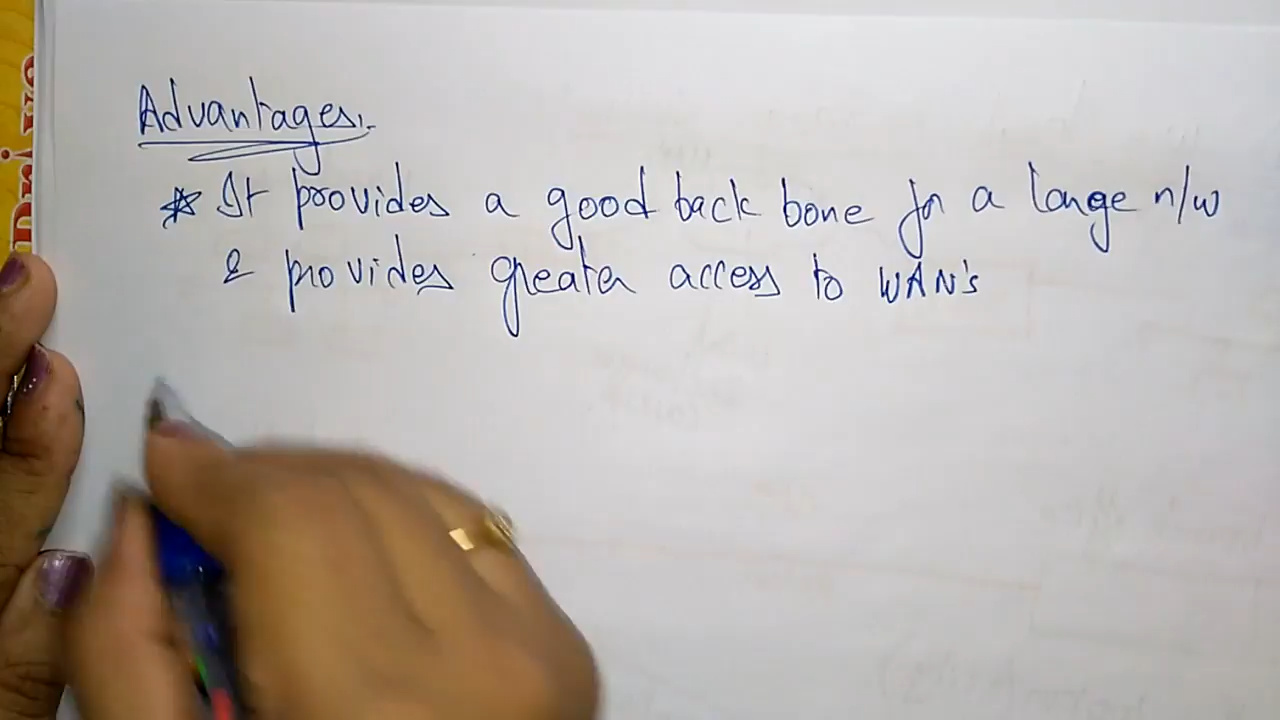 Advantages:-
* It provides a good back bone for a large n/w
& provides greater access to WAN's